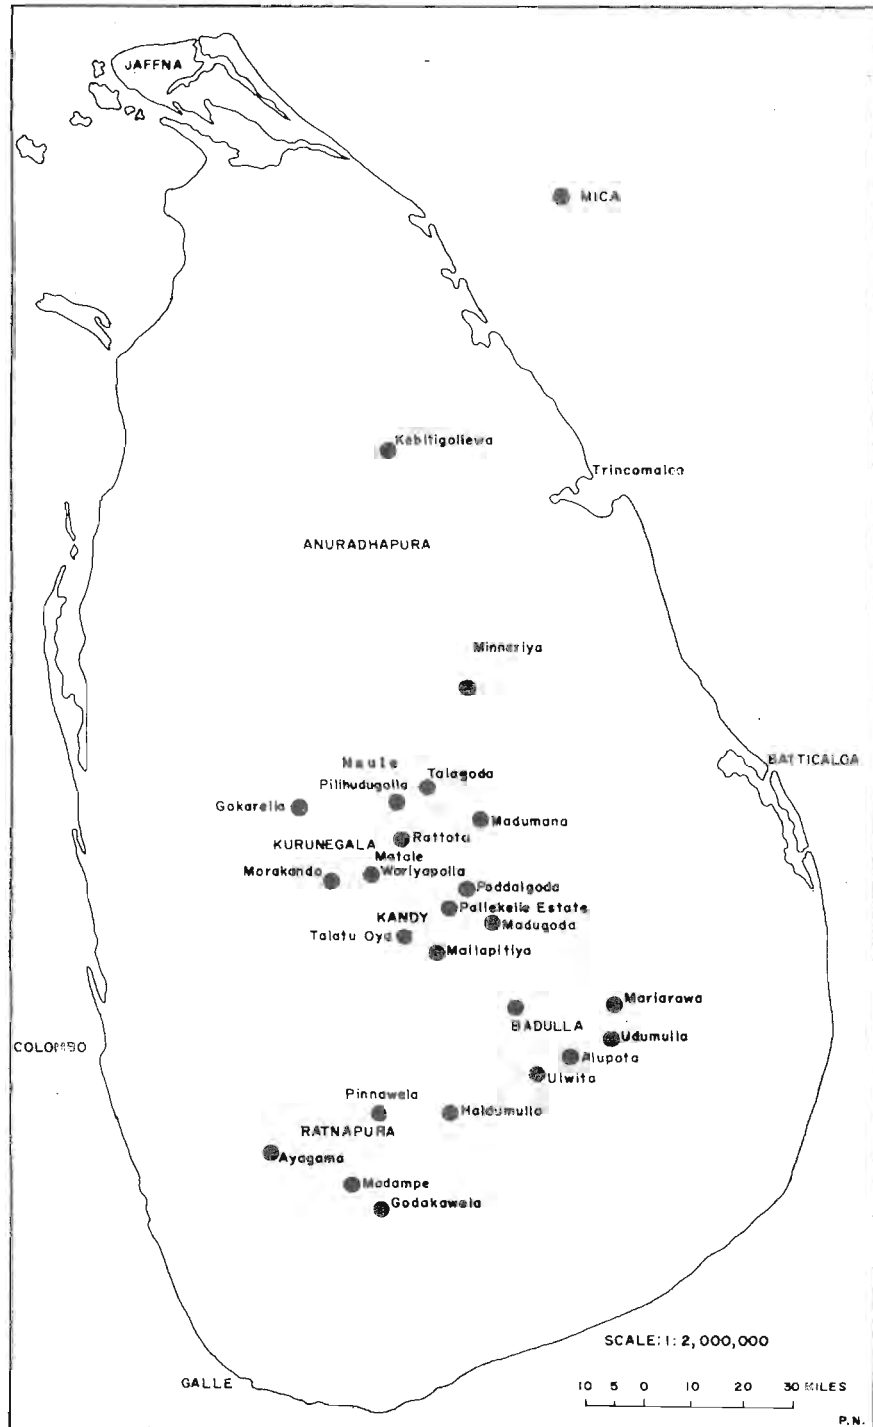 JAFFNA
MICA
Kebitigollewa
Trincomalee
ANURADHAPURA
Minneriya
BATTICALOA
Naule
Talagoda
Pilihudugolla
Gokarella
Madumana
Rattota
KURUNEGALA
Matale
Morakanda
Wariyapolla
Poddalgoda
Pallekelle Estate
KANDY
Madugoda
Talatu Oya
Mailapitiya
Mariarawa
BADULLA
Udumulla
COLOMBO
Alupota
Ulwita
Pinnawela
Haldumulla
RATNAPURA
Ayagama
Madampe
Godakawela
SCALE: 1: 2,000,000
GALLE
10 5 0 10 20 30 MILES
P.N.